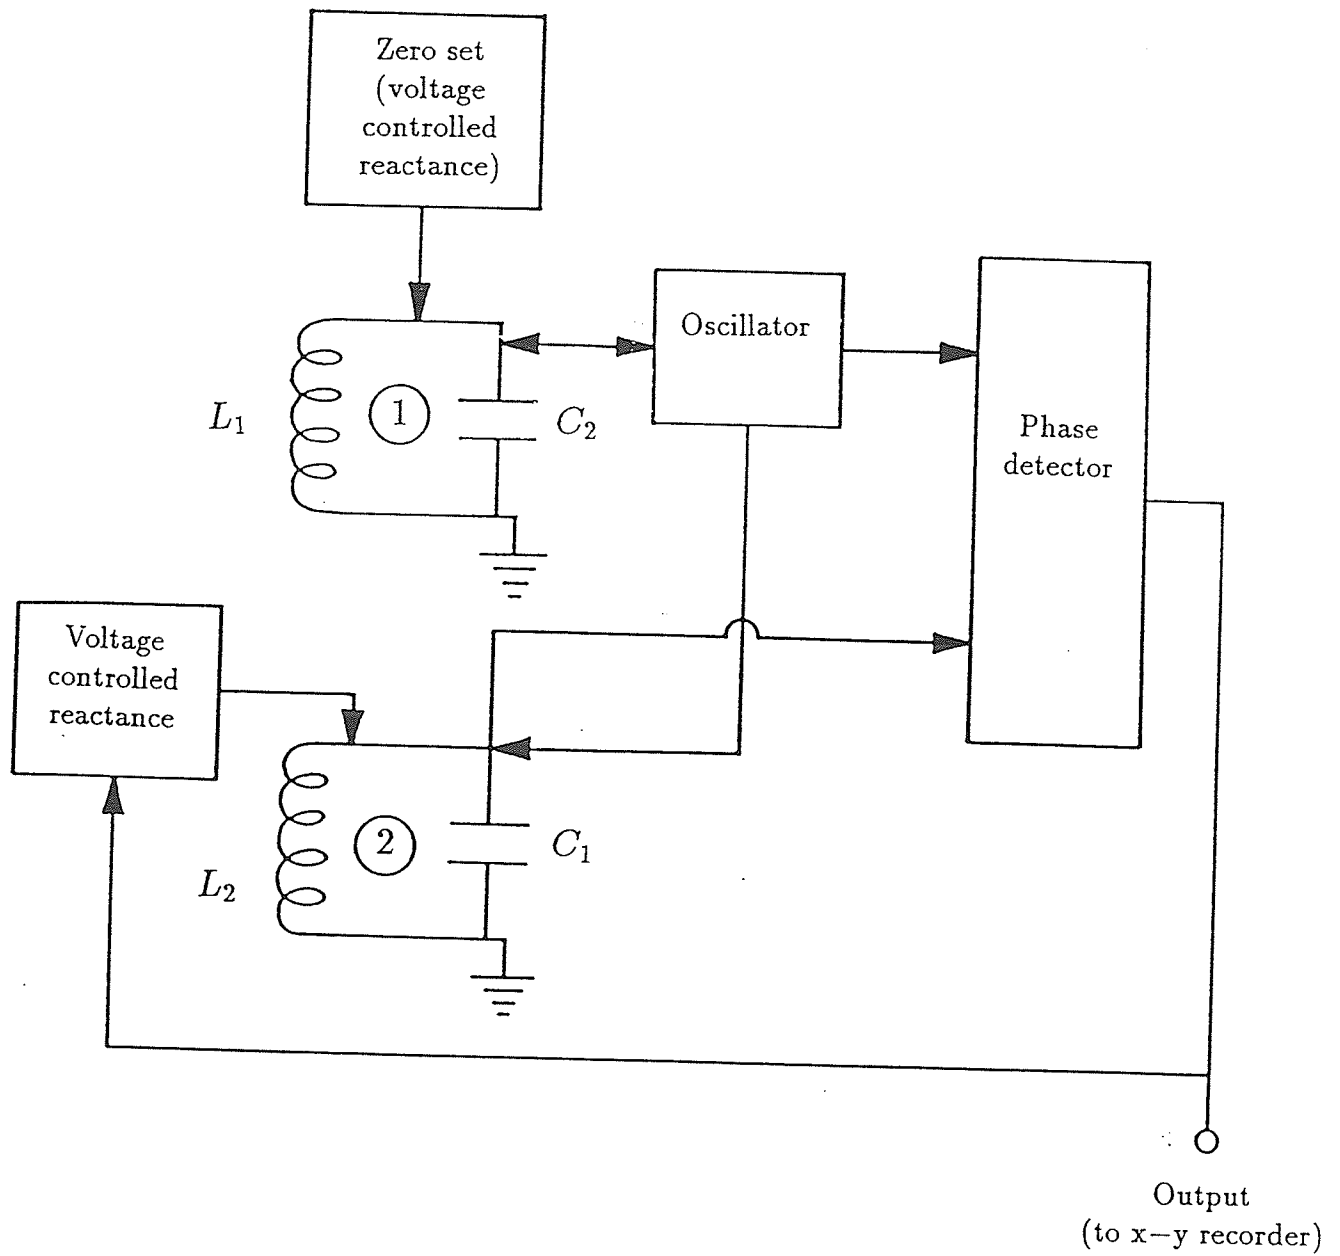 Zero set
(voltage
controlled
reactance)
Oscillator
Phase
detector
L₁
1
C₂
Voltage
controlled
reactance
L₂
2
C₁
Output
(to x–y recorder)